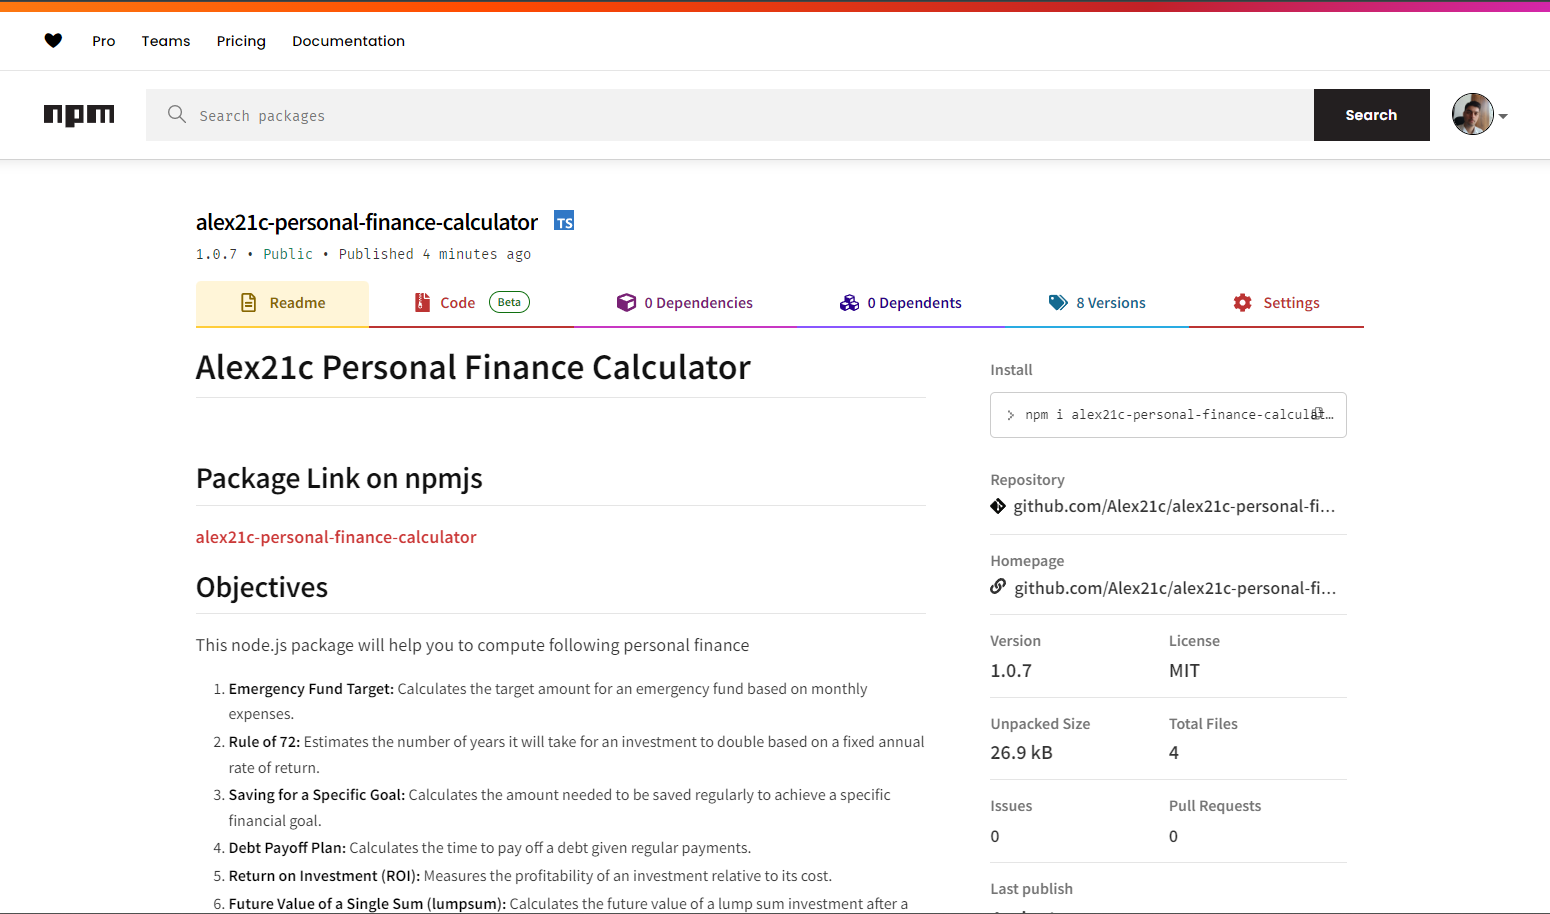 Pro Teams Pricing Documentation
npm Search packages Search
alex21c-personal-finance-calculator TS
1.0.7 • Public • Published 4 minutes ago
Readme Code Beta 0 Dependencies 0 Dependents 8 Versions Settings
Alex21c Personal Finance Calculator
Package Link on npmjs
alex21c-personal-finance-calculator
Objectives
This node.js package will help you to compute following personal finance
1. Emergency Fund Target: Calculates the target amount for an emergency fund based on monthly
expenses.
2. Rule of 72: Estimates the number of years it will take for an investment to double based on a fixed annual
rate of return.
3. Saving for a Specific Goal: Calculates the amount needed to be saved regularly to achieve a specific
financial goal.
4. Debt Payoff Plan: Calculates the time to pay off a debt given regular payments.
5. Return on Investment (ROI): Measures the profitability of an investment relative to its cost.
6. Future Value of a Single Sum (lumpsum): Calculates the future value of a lump sum investment after a
Install
> npm i alex21c-personal-finance-calculat…
Repository
github.com/Alex21c/alex21c-personal-fi…
Homepage
github.com/Alex21c/alex21c-personal-fi…
Version License
1.0.7 MIT
Unpacked Size Total Files
26.9 kB 4
Issues Pull Requests
0 0
Last publish